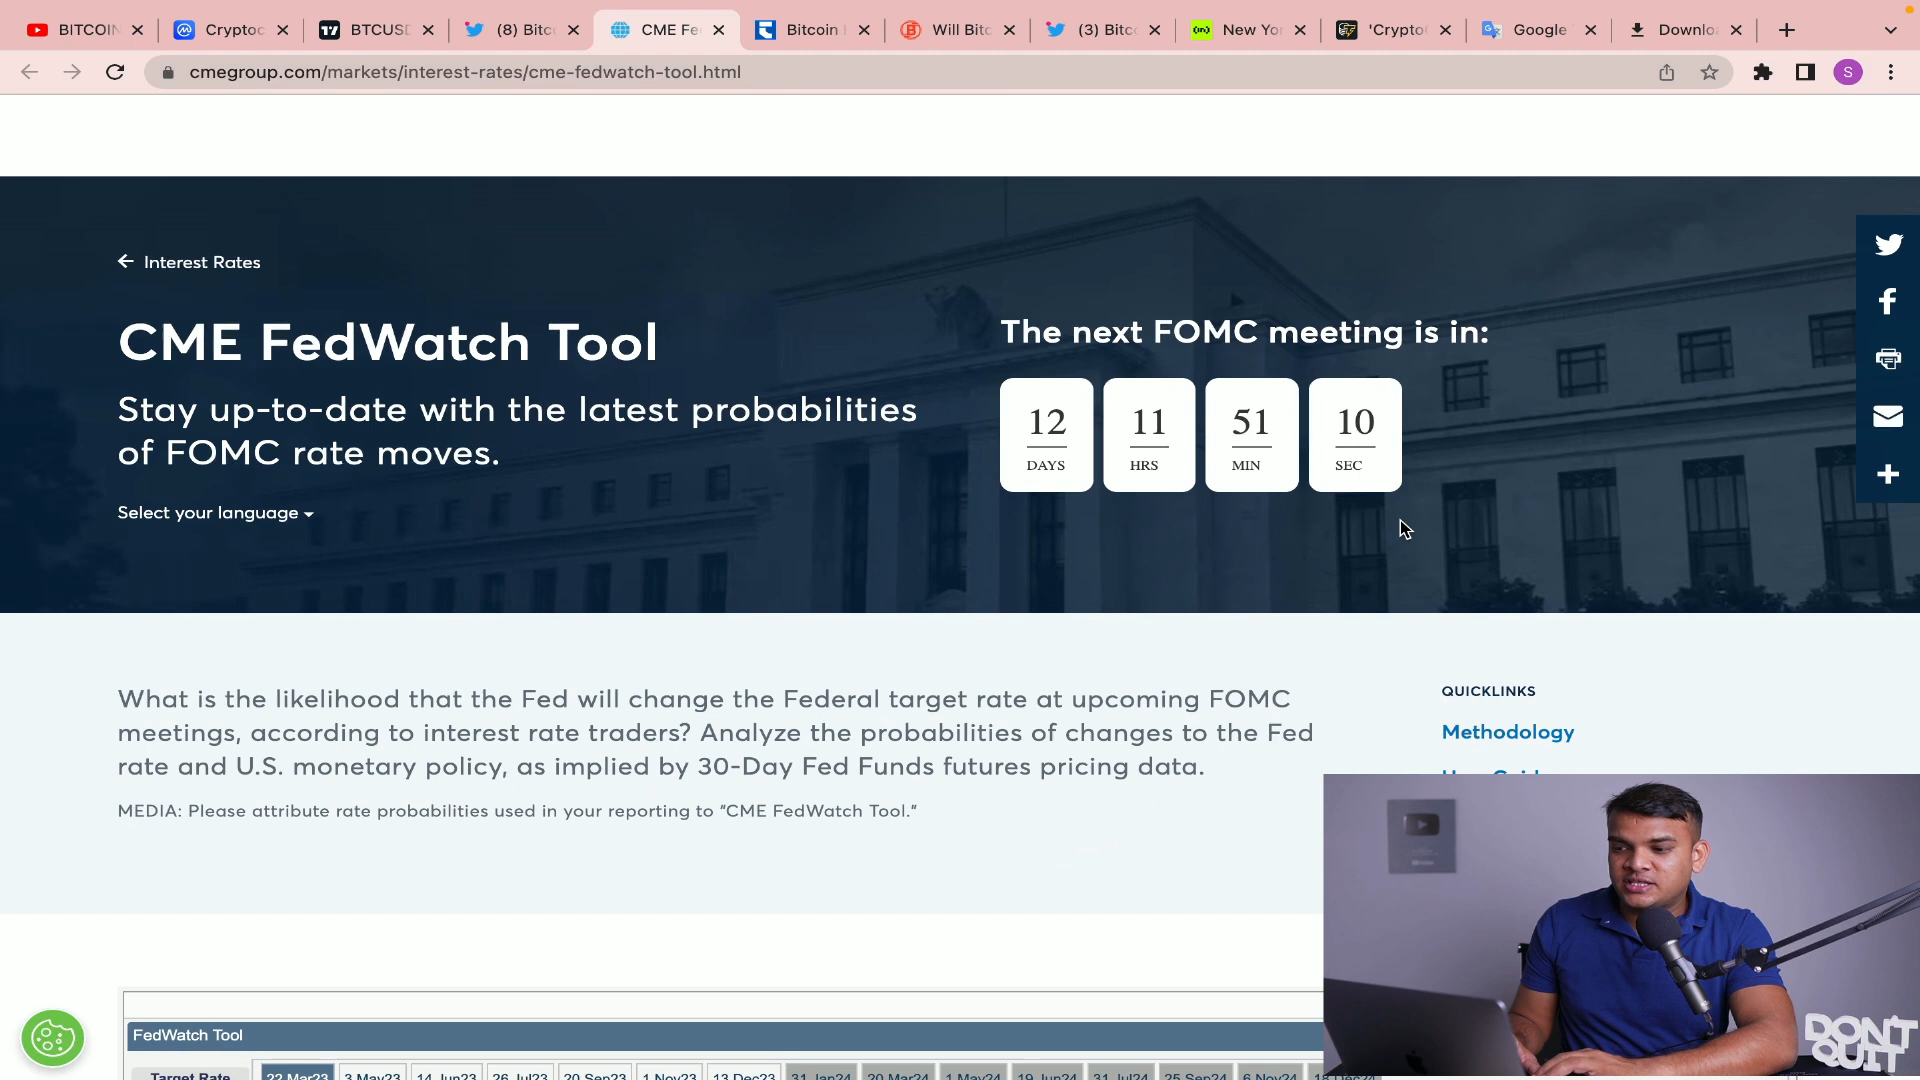 BITCOIN
Cryptoc
BTCUSD
(8) Bitc
CME Fe
Bitcoin
Will Bitc
(3) Bitc
New Yor
'Crypto
Google
Downlo
cmegroup.com/markets/interest-rates/cme-fedwatch-tool.html
S
Interest Rates
CME FedWatch Tool
Stay up-to-date with the latest probabilities
of FOMC rate moves.
Select your language
The next FOMC meeting is in:
12 11 51 10
DAYS HRS MIN SEC
What is the likelihood that the Fed will change the Federal target rate at upcoming FOMC
meetings, according to interest rate traders? Analyze the probabilities of changes to the Fed
rate and U.S. monetary policy, as implied by 30-Day Fed Funds futures pricing data.
MEDIA: Please attribute rate probabilities used in your reporting to "CME FedWatch Tool."
QUICKLINKS
Methodology
FedWatch Tool
Target Rate 22 Mar23 3 May23 14 Jun23 26 Jul23 20 Sep23 1 Nov23 13 Dec23 31 Jan24 20 Mar24 1 May24 19 Jun24 31 Jul24 25 Sep24 6 Nov24 18 Dec24
DON'T
QUIT